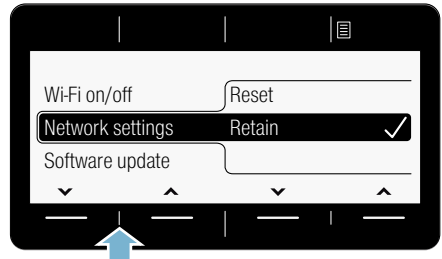 Wi-Fi on/off
Reset
Network settings
Retain
Software update